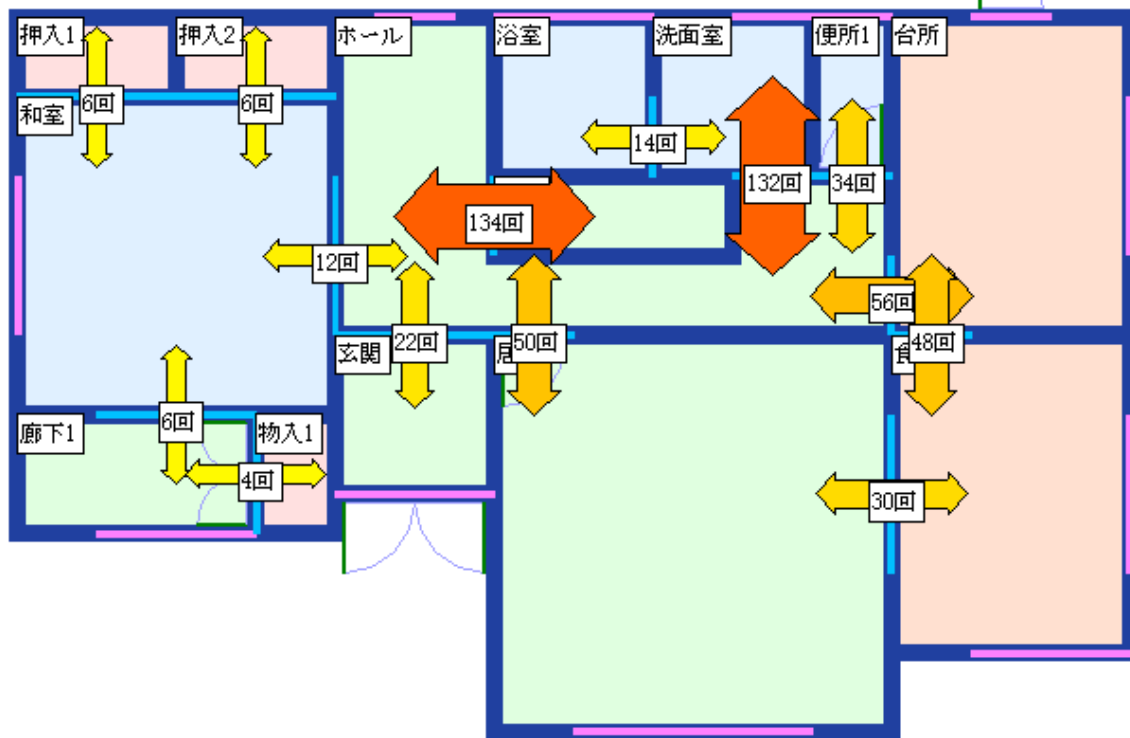 押入1
押入2
ホール
浴室
洗面室
便所1
台所
6回
6回
和室
14回
132回
34回
134回
12回
56回
玄関
22回
50回
48回
廊下1
6回
物入1
4回
30回